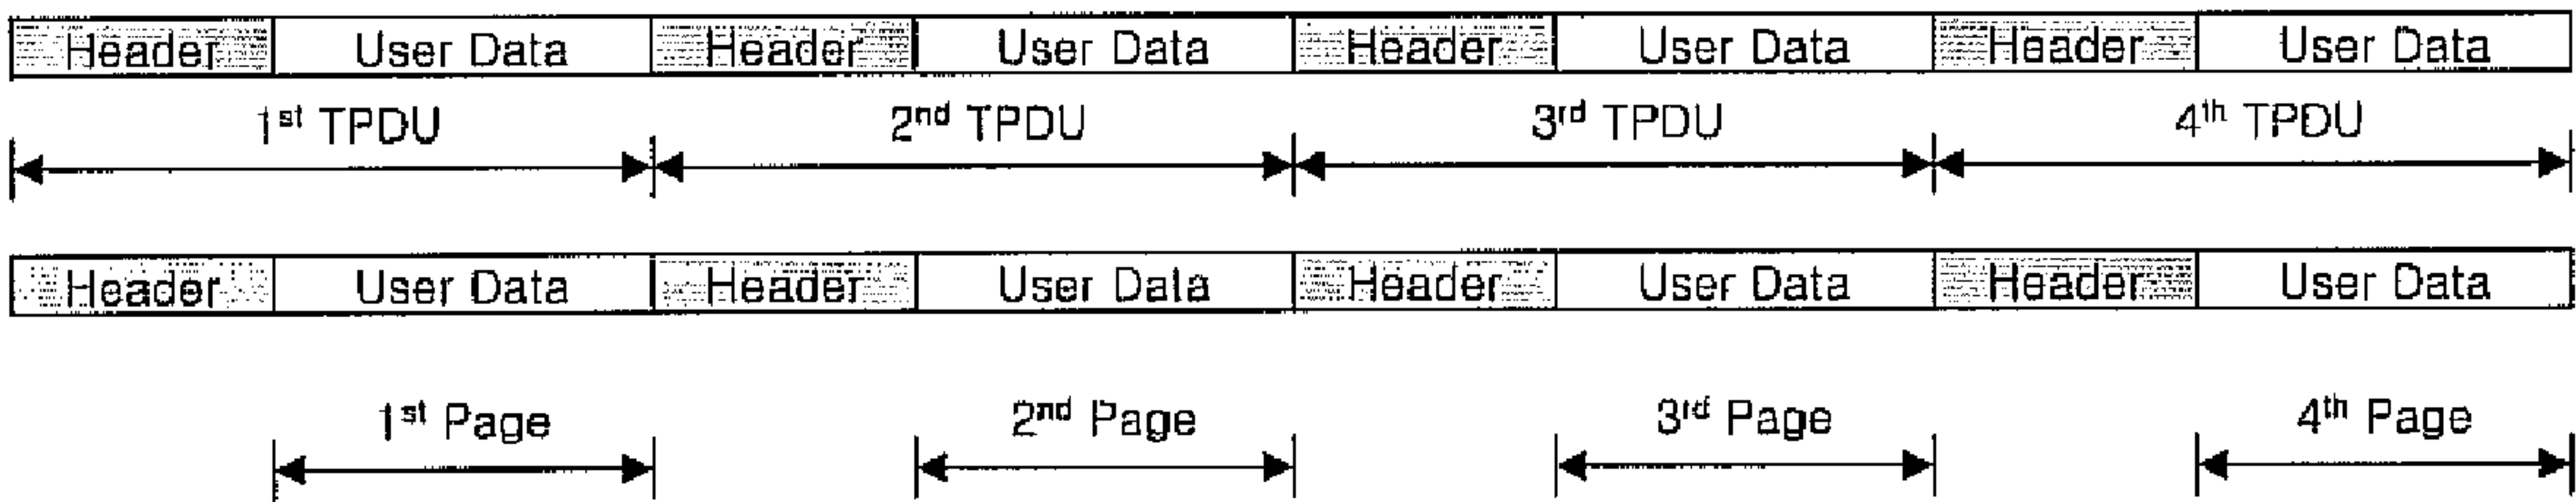 Header User Data Header User Data Header User Data Header User Data
1st TPDU 2nd TPDU 3rd TPDU 4th TPDU
Header User Data Header User Data Header User Data Header User Data
1st Page 2nd Page 3rd Page 4th Page